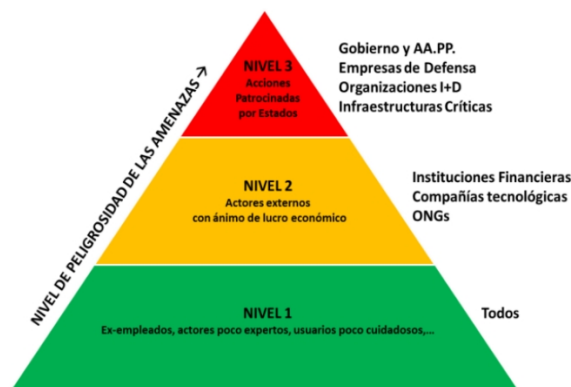 NIVEL DE PELIGROSIDAD DE LAS AMENAZAS →
NIVEL 3
Acciones
Patrocinadas
por Estados
Gobierno y AA.PP.
Empresas de Defensa
Organizaciones I+D
Infraestructuras Críticas
NIVEL 2
Actores externos
con ánimo de lucro económico
Instituciones Financieras
Compañías tecnológicas
ONGs
NIVEL 1
Ex-empleados, actores poco expertos, usuarios poco cuidadosos,...
Todos